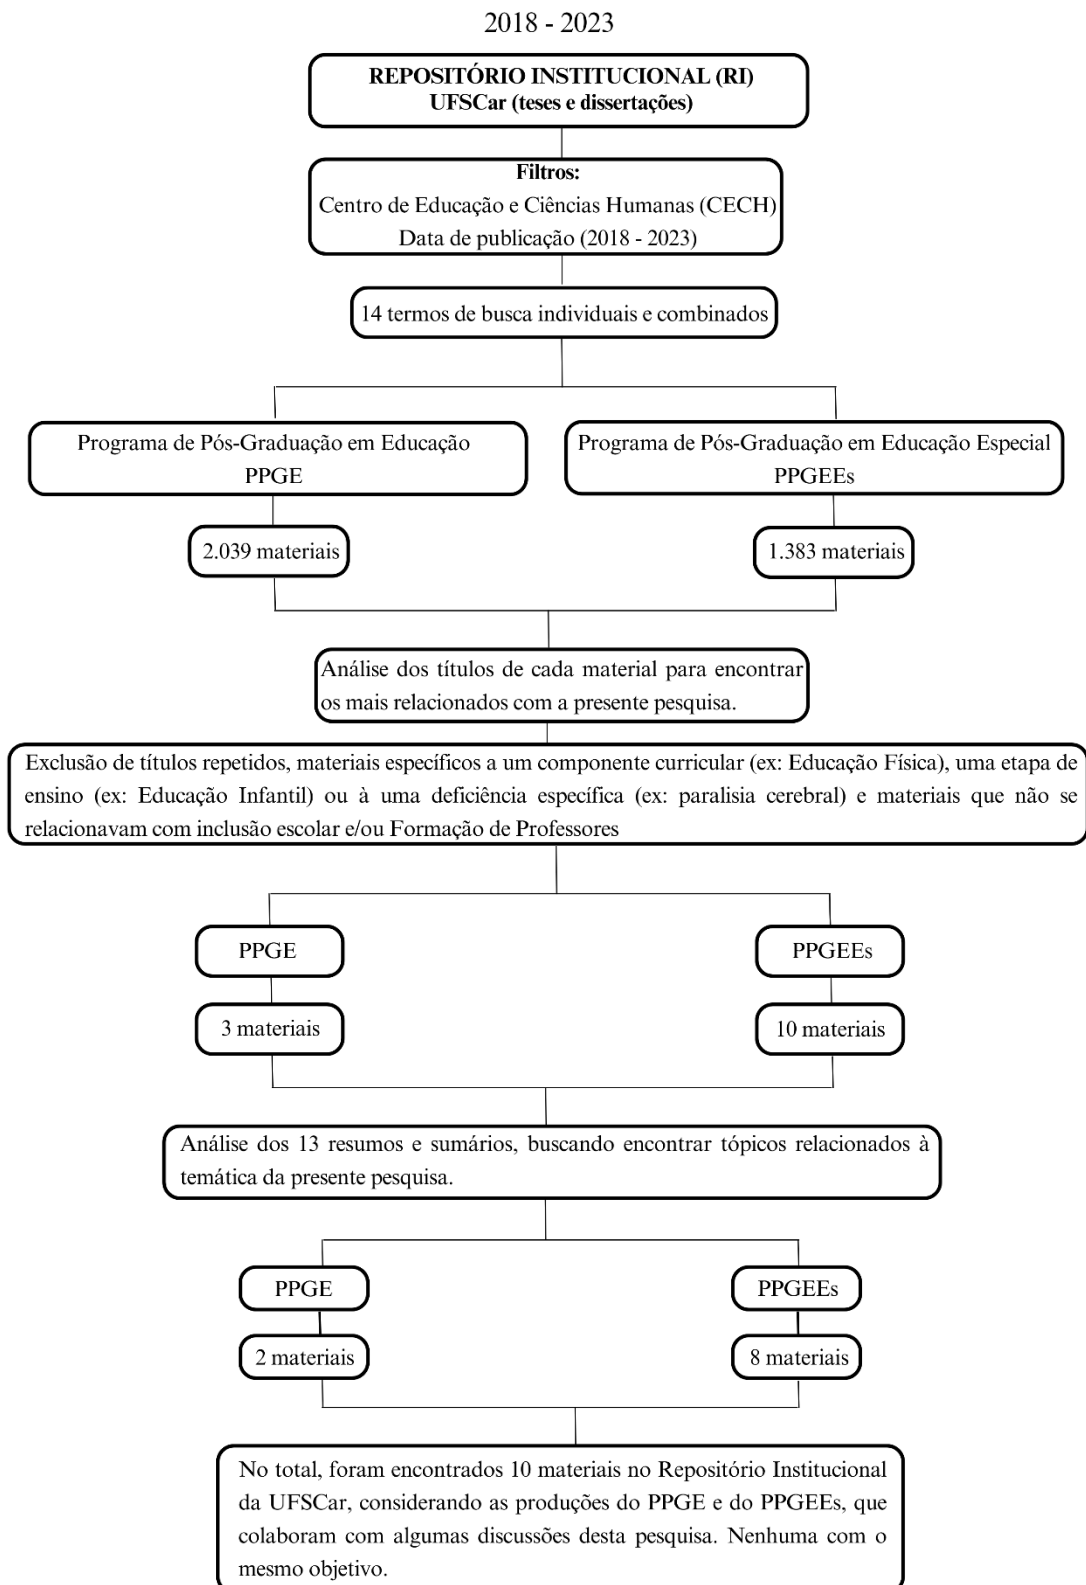 2018 - 2023
REPOSITÓRIO INSTITUCIONAL (RI)
UFSCar (teses e dissertações)
Filtros:
Centro de Educação e Ciências Humanas (CECH)
Data de publicação (2018 - 2023)
14 termos de busca individuais e combinados
Programa de Pós-Graduação em Educação
PPGE
Programa de Pós-Graduação em Educação Especial
PPGEEs
2.039 materiais
1.383 materiais
Análise dos títulos de cada material para encontrar
os mais relacionados com a presente pesquisa.
Exclusão de títulos repetidos, materiais específicos a um componente curricular (ex: Educação Física), uma etapa de
ensino (ex: Educação Infantil) ou à uma deficiência específica (ex: paralisia cerebral) e materiais que não se
relacionavam com inclusão escolar e/ou Formação de Professores
PPGE
PPGEEs
3 materiais
10 materiais
Análise dos 13 resumos e sumários, buscando encontrar tópicos relacionados à
temática da presente pesquisa.
PPGE
PPGEEs
2 materiais
8 materiais
No total, foram encontrados 10 materiais no Repositório Institucional
da UFSCar, considerando as produções do PPGE e do PPGEEs, que
colaboram com algumas discussões desta pesquisa. Nenhuma com o
mesmo objetivo.